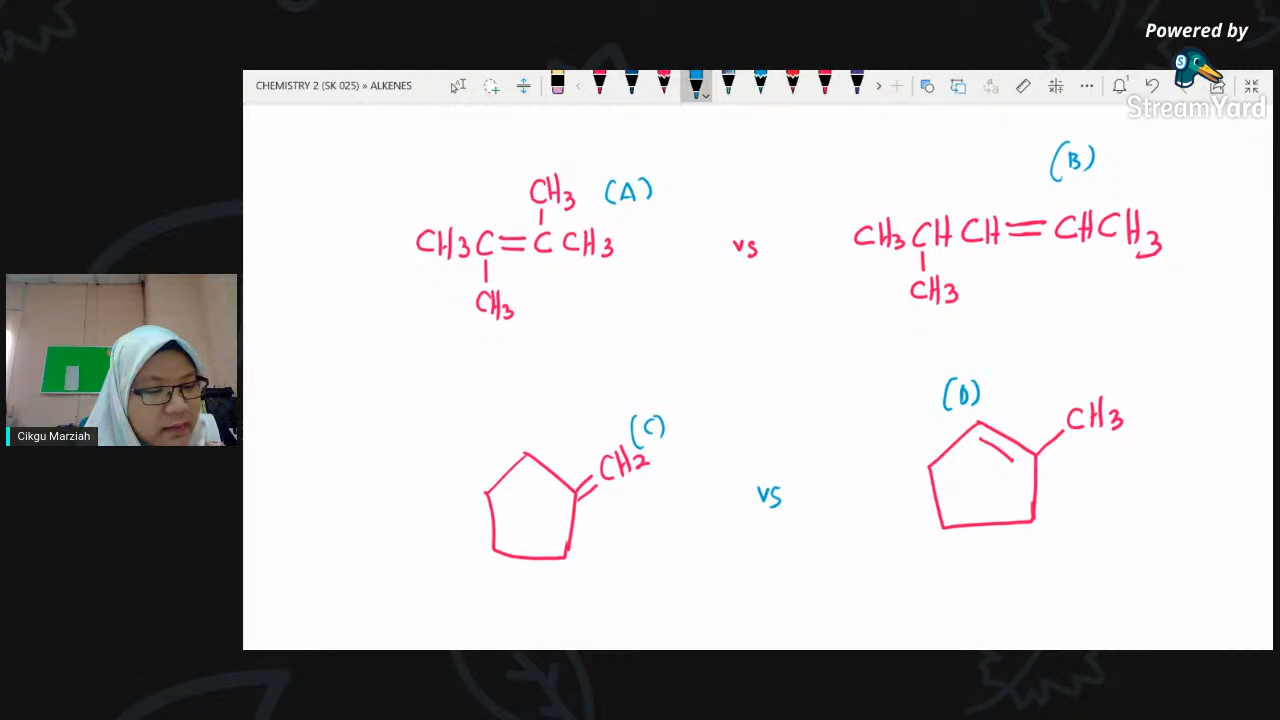 Powered by
StreamYard
CHEMISTRY 2 (SK 025) » ALKENES
(A)
CH3
CH3C=CCH3
CH3
vs
(B)
CH3CHCH=CHCH3
CH3
(C)
CH2
vs
(D)
CH3
Cikgu Marziah